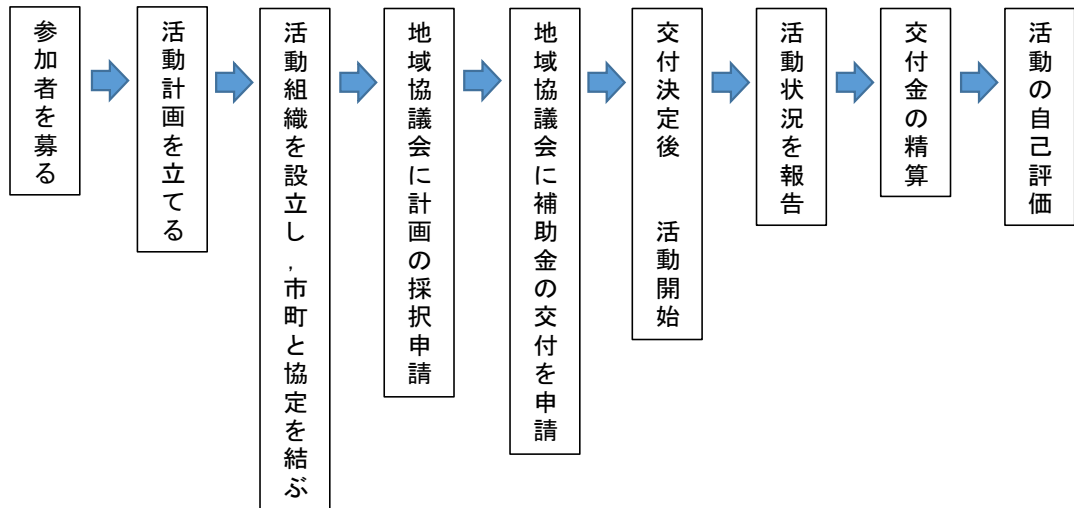 参加者を募る
活動計画を立てる
活動組織を設立し，市町と協定を結ぶ
地域協議会に計画の採択申請
地域協議会に補助金の交付を申請
交付決定後　活動開始
活動状況を報告
交付金の精算
活動の自己評価